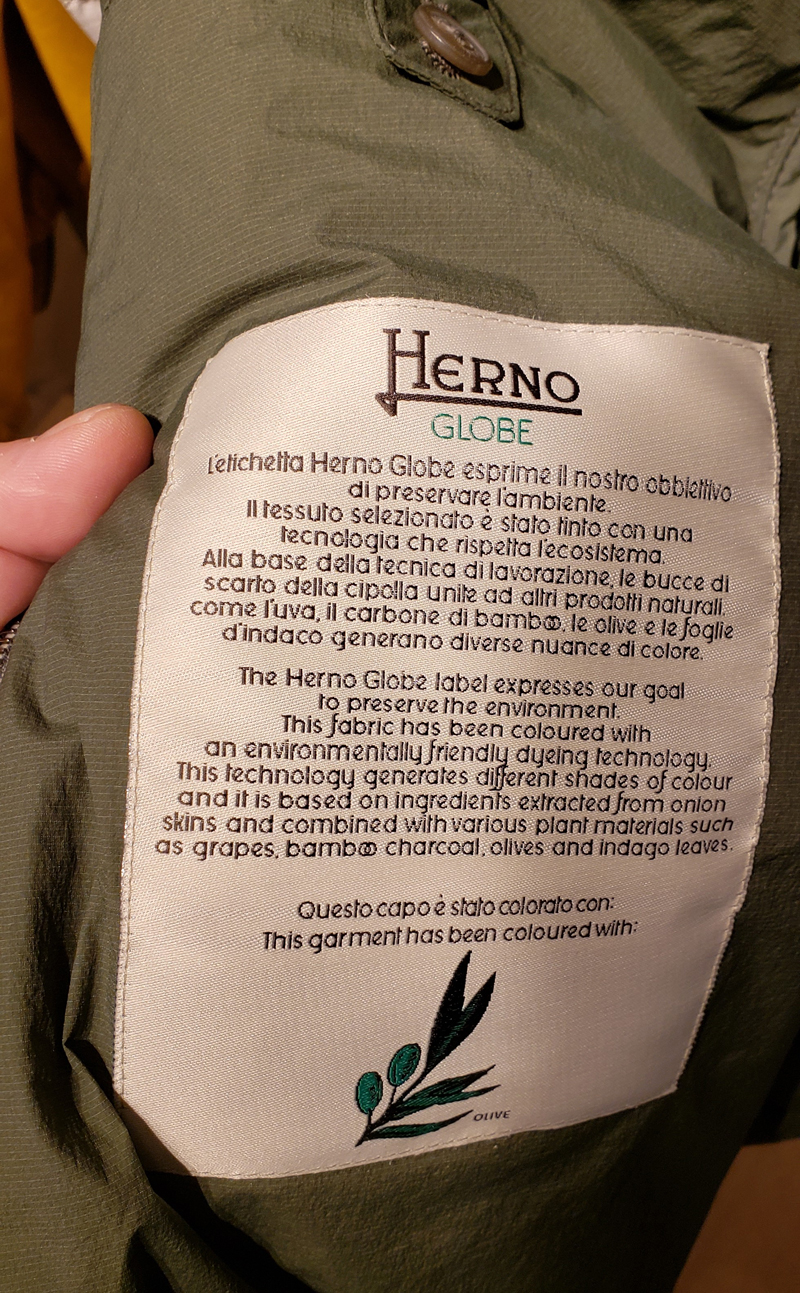 HERNO
GLOBE
L'etichetta Herno Globe esprime il nostro obbiettivo
di preservare l'ambiente.
Il tessuto selezionato è stato tinto con una
tecnologia che rispetta l'ecosistema.
Alla base della tecnica di lavorazione, le bucce di
scarto della cipolla unite ad altri prodotti naturali.
come l'uva, il carbone di bamboo, le olive e le foglie
d'indaco generano diverse nuance di colore.
The Herno Globe label expresses our goal
to preserve the environment.
This fabric has been coloured with
an environmentally friendly dyeing technology.
This technology generates different shades of colour
and it is based on ingredients extracted from onion
skins and combined with various plant materials such
as grapes, bamboo charcoal, olives and indago leaves.
Questo capo è stato colorato con:
This garment has been coloured with:
OLIVE